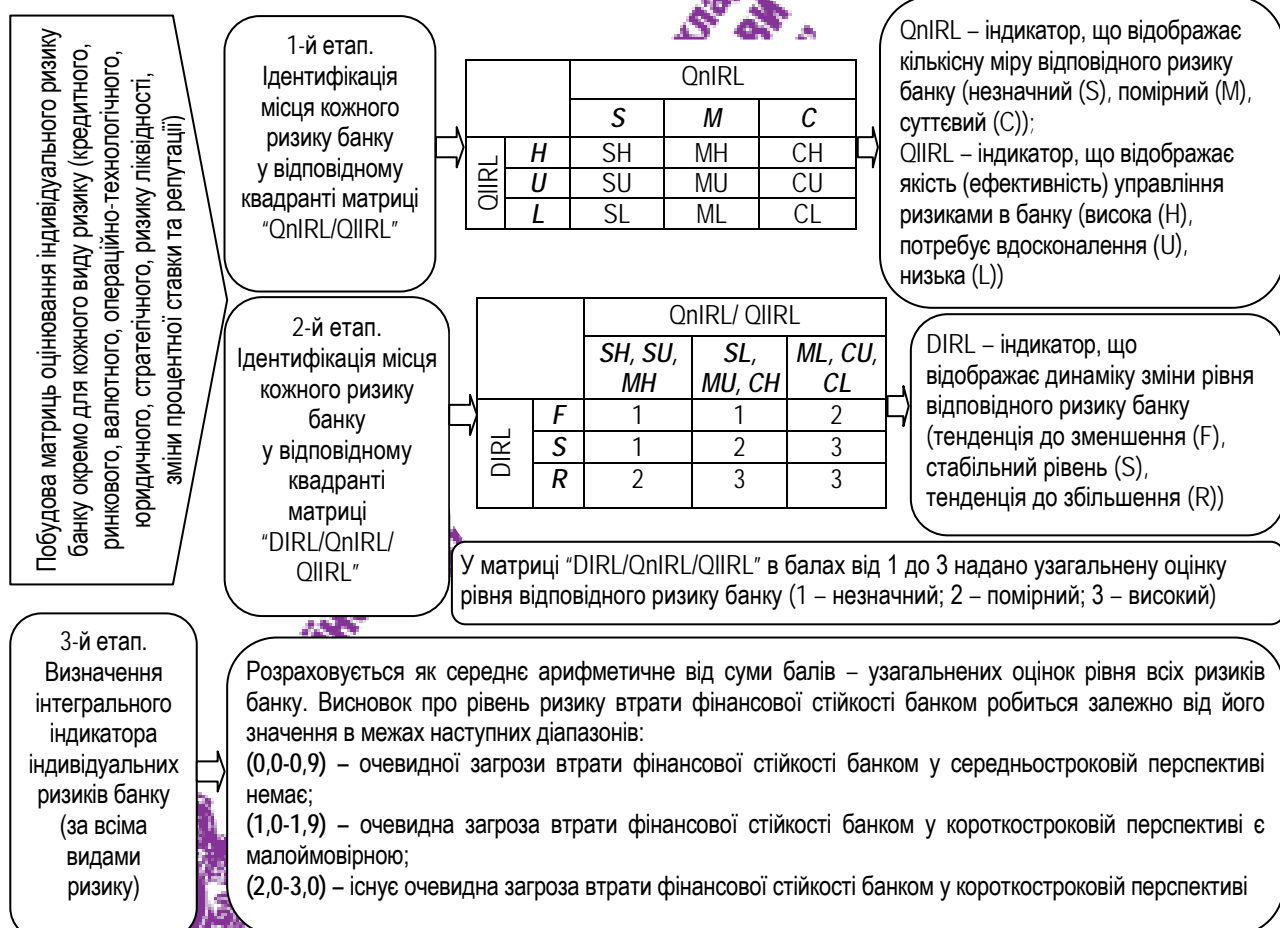 Побудова матриць оцінювання індивідуального ризику
банку окремо для кожного виду ризику (кредитного,
ринкового, валютного, операційно-технологічного,
юридичного, стратегічного, ризику ліквідності,
зміни процентної ставки та репутації)
1-й етап.
Ідентифікація
місця кожного
ризику банку
у відповідному
квадранті матриці
“QnIRL/QlIRL”
QnIRL
S M C
QlIRL
H SH MH CH
U SU MU CU
L SL ML CL
QnIRL – індикатор, що відображає
кількісну міру відповідного ризику
банку (незначний (S), помірний (M),
суттєвий (C));
QlIRL – індикатор, що відображає
якість (ефективність) управління
ризиками в банку (висока (H),
потребує вдосконалення (U),
низька (L))
2-й етап.
Ідентифікація місця
кожного ризику
банку
у відповідному
квадранті
матриці
“DIRL/QnIRL/
QlIRL”
QnIRL/ QlIRL
SH, SU, SL, ML, CU,
MH MU, CH CL
DIRL
F 1 1 2
S 1 2 3
R 2 3 3
DIRL – індикатор, що
відображає динаміку зміни рівня
відповідного ризику банку
(тенденція до зменшення (F),
стабільний рівень (S),
тенденція до збільшення (R))
У матриці “DIRL/QnIRL/QlIRL” в балах від 1 до 3 надано узагальнену оцінку
рівня відповідного ризику банку (1 – незначний; 2 – помірний; 3 – високий)
3-й етап.
Визначення
інтегрального
індикатора
індивідуальних
ризиків банку
(за всіма
видами
ризику)
Розраховується як середнє арифметичне від суми балів – узагальнених оцінок рівня всіх ризиків
банку. Висновок про рівень ризику втрати фінансової стійкості банком робиться залежно від його
значення в межах наступних діапазонів:
(0,0-0,9) – очевидної загрози втрати фінансової стійкості банком у середньостроковій перспективі
немає;
(1,0-1,9) – очевидна загроза втрати фінансової стійкості банком у короткостроковій перспективі є
малоймовірною;
(2,0-3,0) – існує очевидна загроза втрати фінансової стійкості банком у короткостроковій перспективі